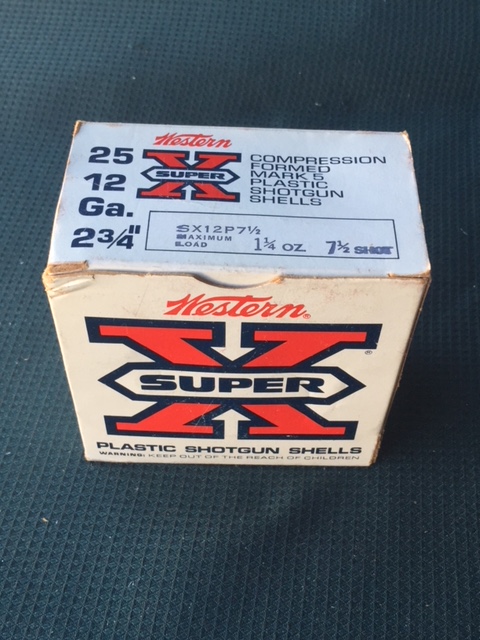 Western
25
12
Ga.
2¾"
SUPER X
COMPRESSION
FORMED
MARK 5
PLASTIC
SHOTGUN
SHELLS
SX12P7½
MAXIMUM
LOAD
1¼ OZ. 7½ SHOT
Western®
SUPER X®
PLASTIC SHOTGUN SHELLS
WARNING: KEEP OUT OF THE REACH OF CHILDREN